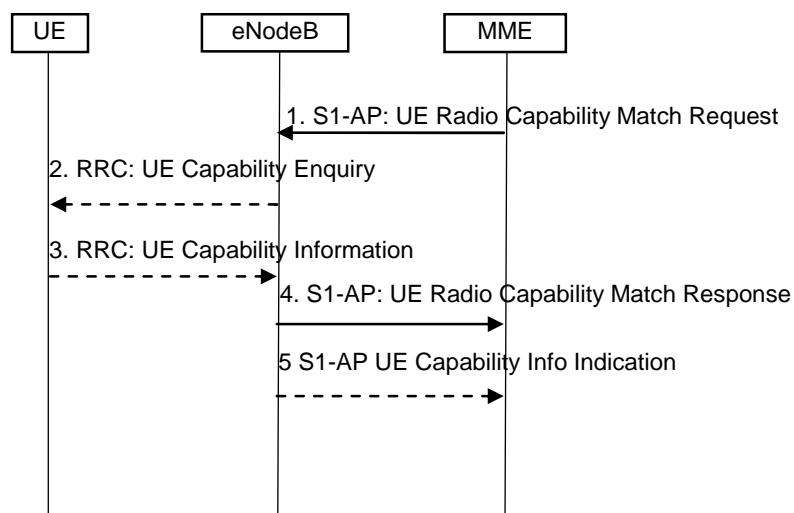 UE
eNodeB
MME
1. S1-AP: UE Radio Capability Match Request
2. RRC: UE Capability Enquiry
3. RRC: UE Capability Information
4. S1-AP: UE Radio Capability Match Response
5 S1-AP UE Capability Info Indication